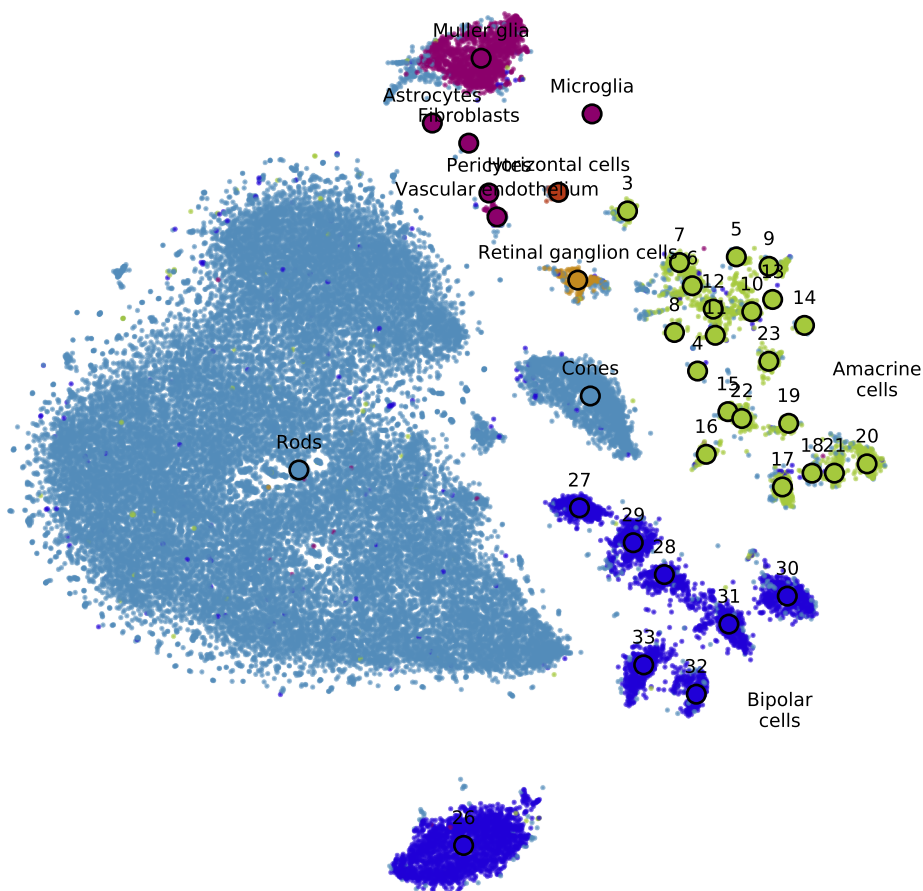 Muller glia
Microglia
Astrocytes
Fibroblasts
Pericytes
Horizontal cells
Vascular endothelium
3
Retinal ganglion cells
7
5
9
6
13
12
10
8
11
14
4
23
Cones
Amacrine
cells
15
22
19
16
Rods
18
21
20
17
27
29
28
30
31
33
32
Bipolar
cells
26